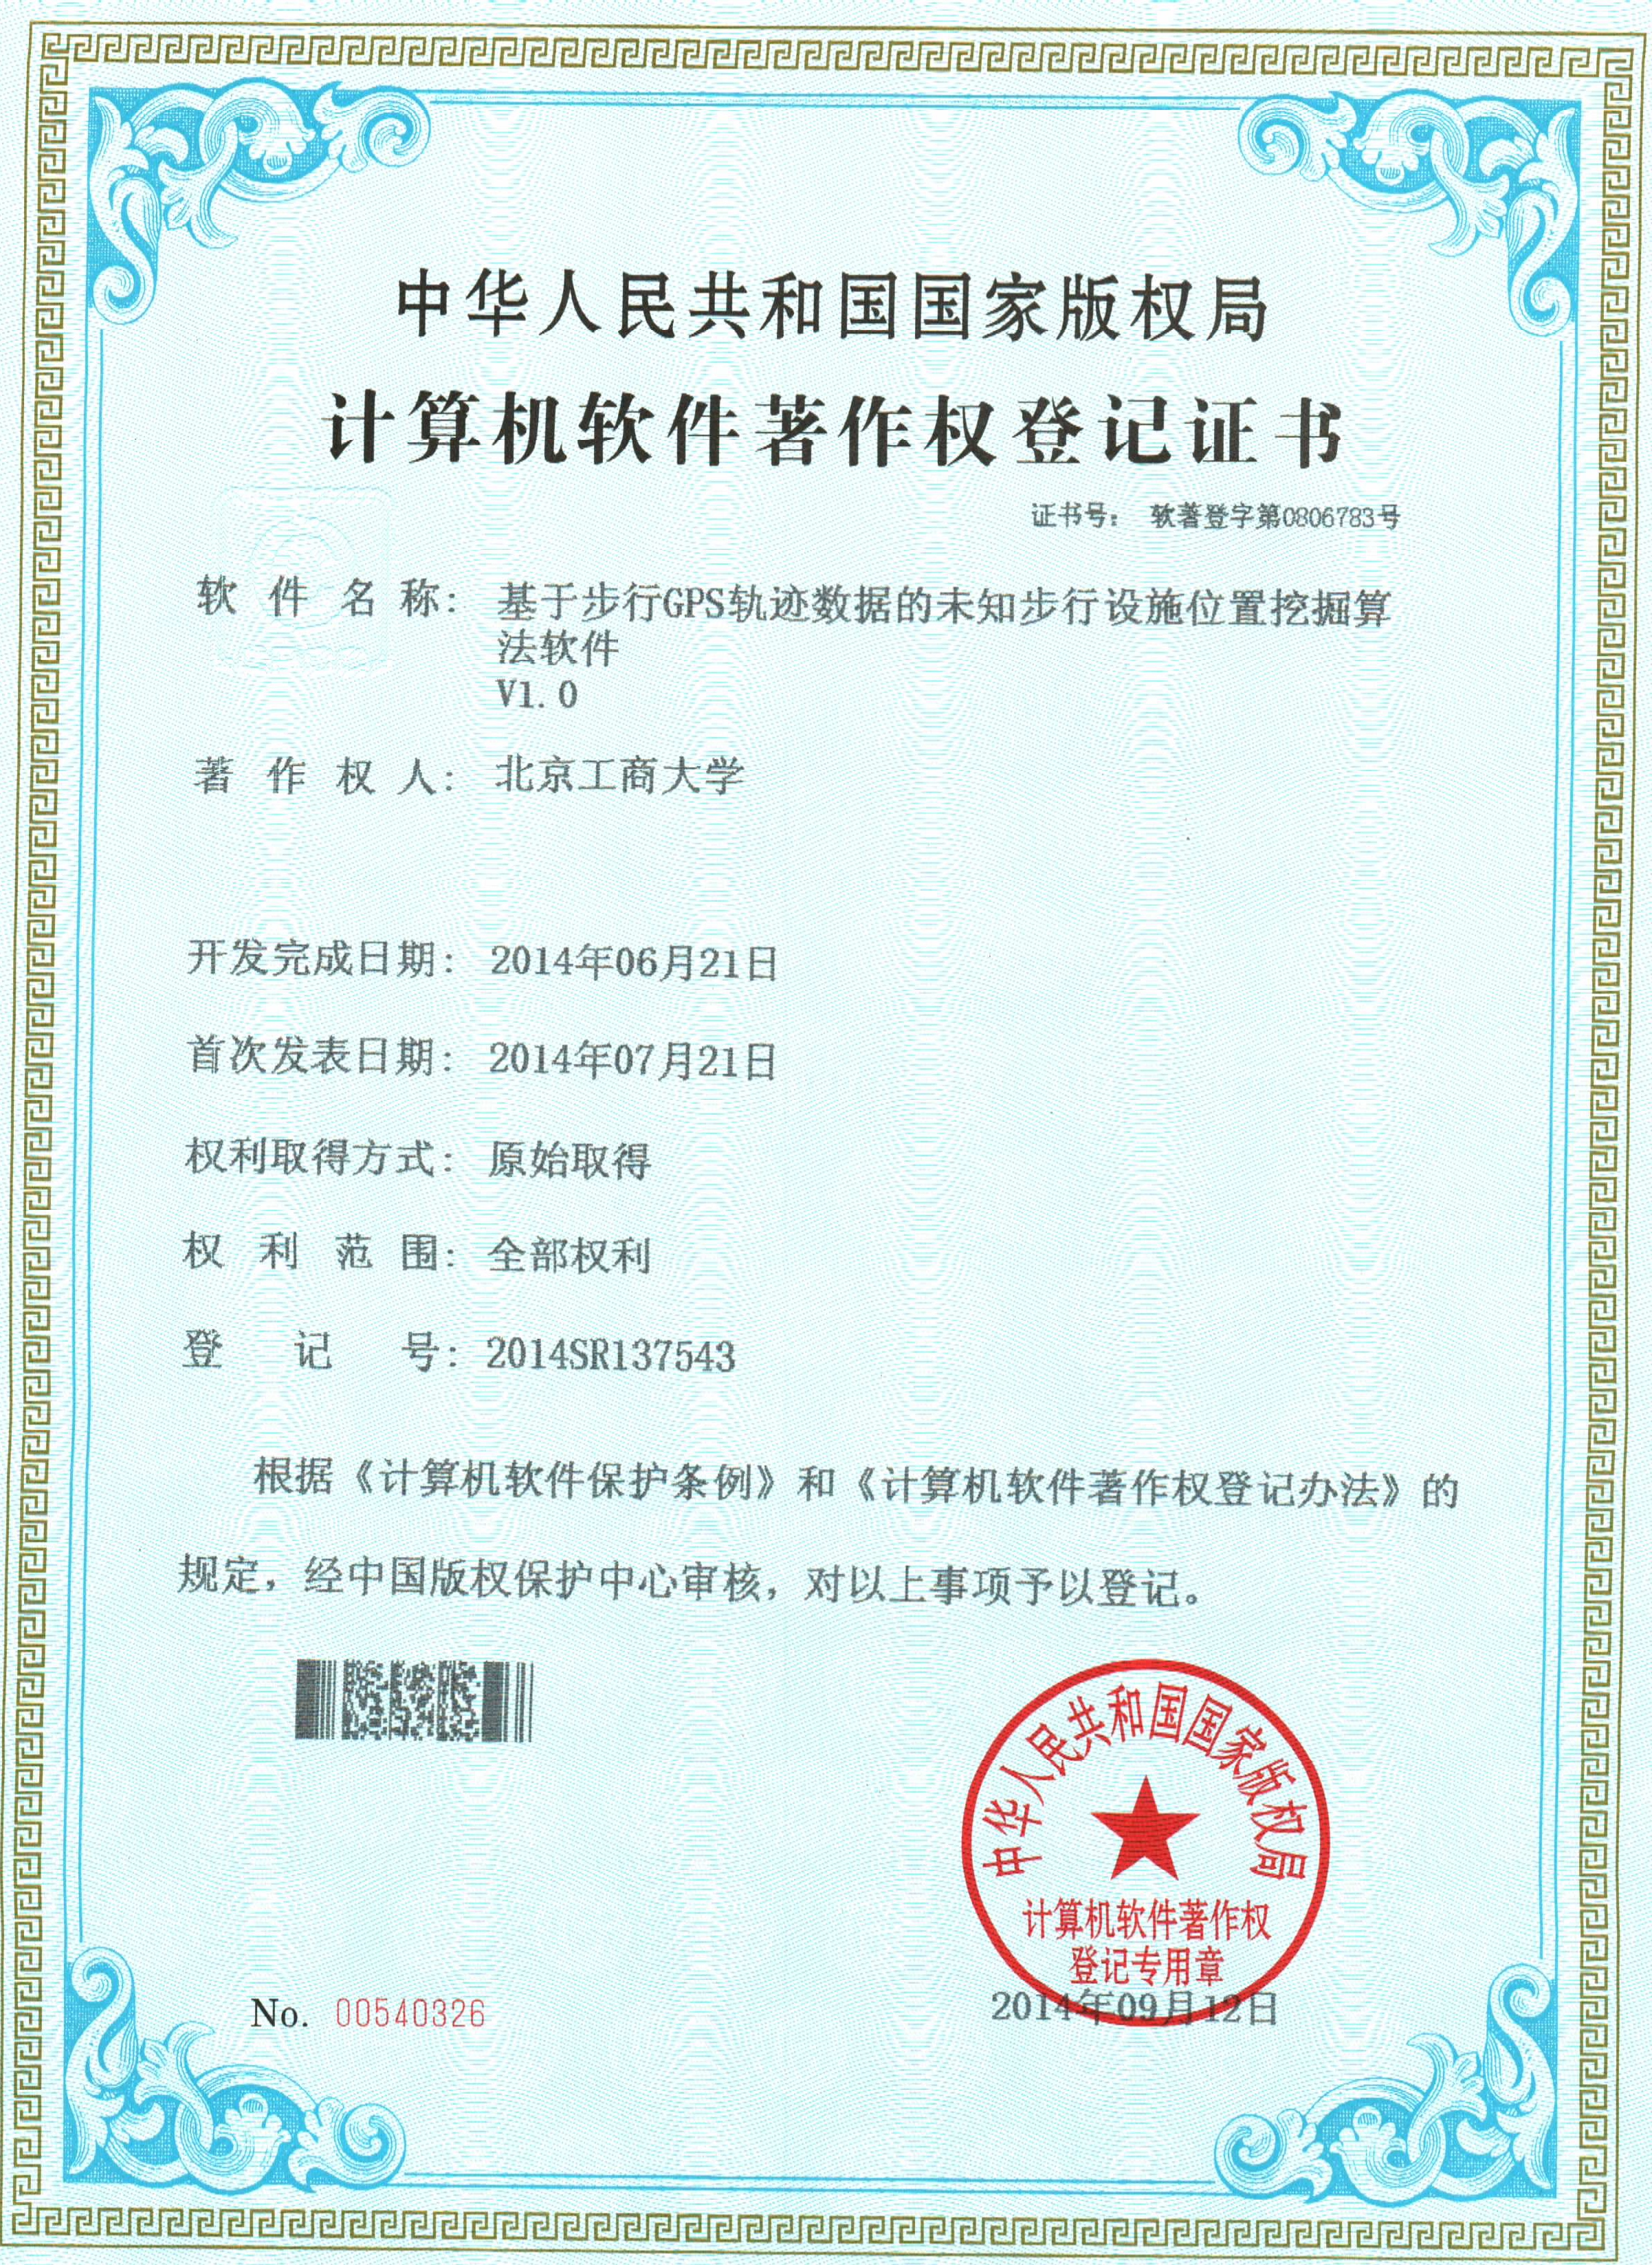 中华人民共和国国家版权局
计算机软件著作权登记证书
证书号： 软著登字第0806783号
软件名称： 基于步行GPS轨迹数据的未知步行设施位置挖掘算
法软件
V1.0
著作权人： 北京工商大学
开发完成日期： 2014年06月21日
首次发表日期： 2014年07月21日
权利取得方式： 原始取得
权利范围： 全部权利
登记号： 2014SR137543
根据《计算机软件保护条例》和《计算机软件著作权登记办法》的
规定，经中国版权保护中心审核，对以上事项予以登记。
中华人民共和国国家版权局
计算机软件著作权
登记专用章
No. 00540326
2014年09月12日